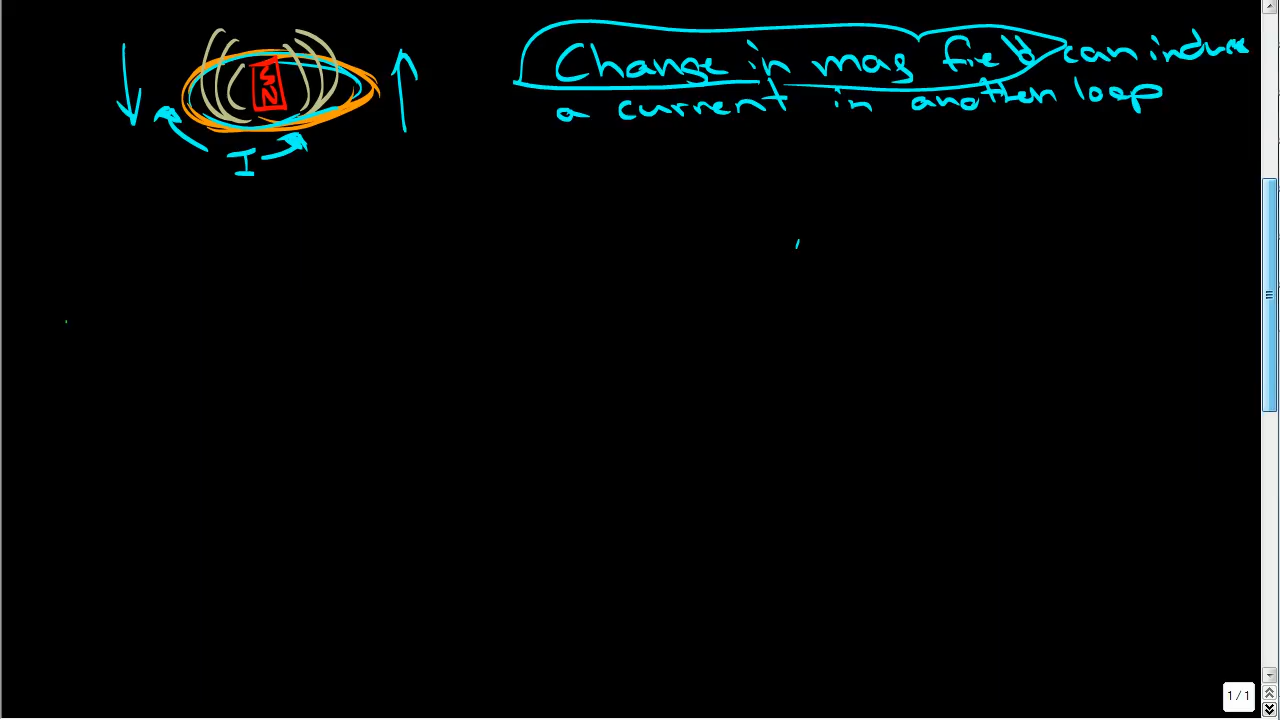 Change in mag field can induce
a current in another loop
S
N
I
1 / 1